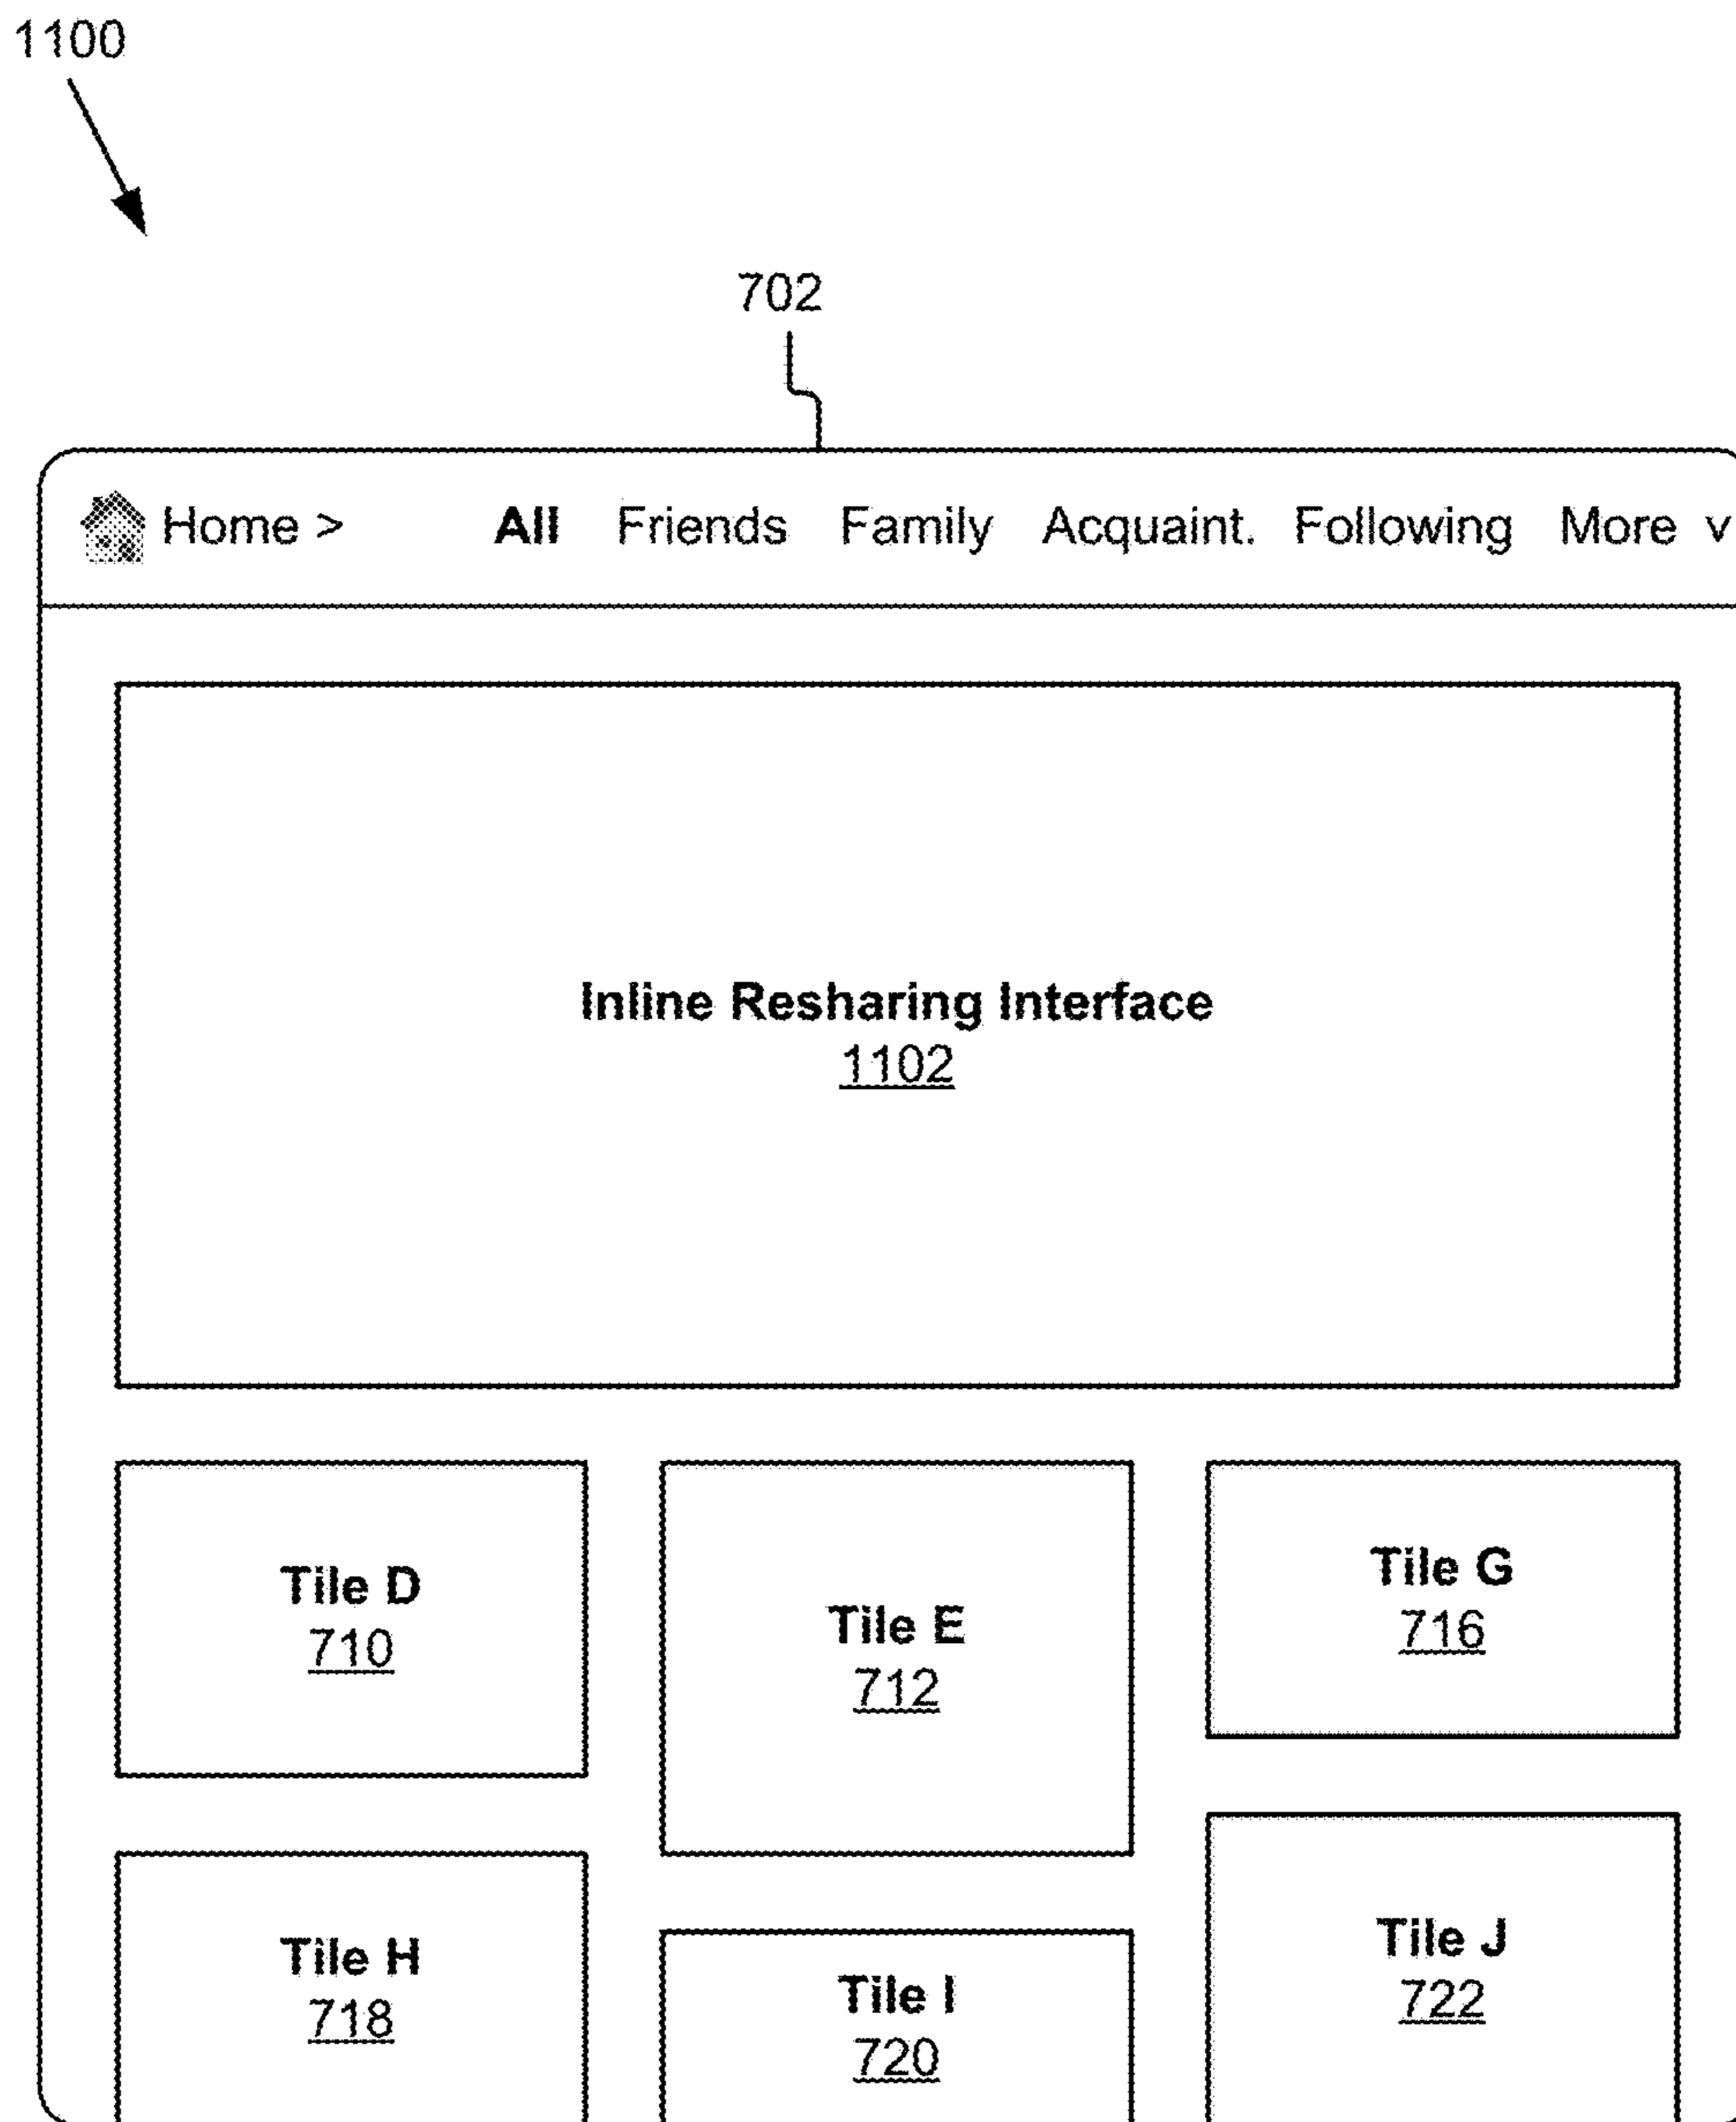 1100
702
Home > All Friends Family Acquaint. Following More v
Inline Resharing Interface
1102
Tile D
710
Tile E
712
Tile G
716
Tile H
718
Tile I
720
Tile J
722